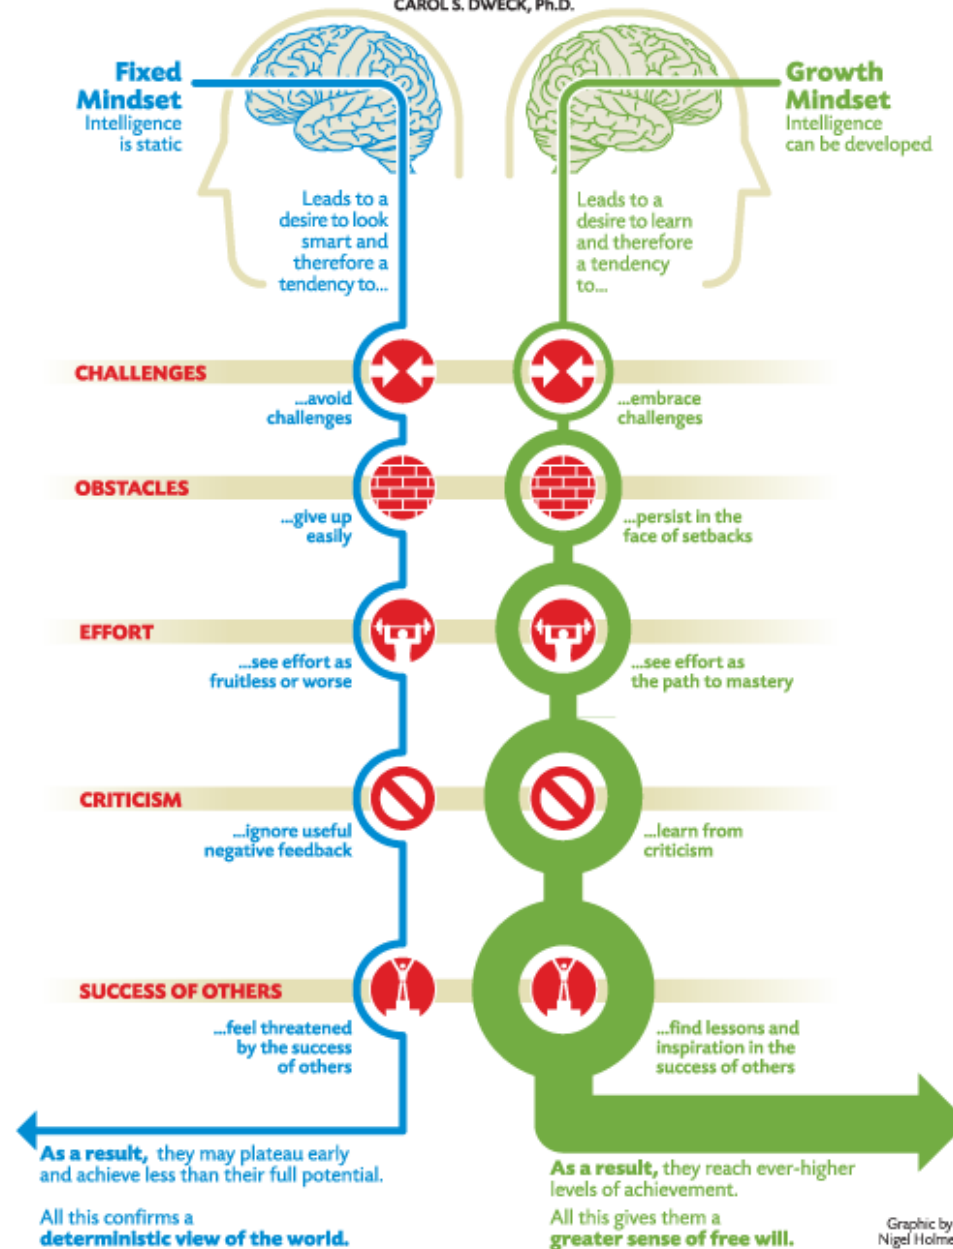 CAROL S. DWECK, Ph.D.
Fixed
Mindset
Intelligence
is static
Growth
Mindset
Intelligence
can be developed
Leads to a
desire to look
smart and
therefore a
tendency to...
Leads to a
desire to learn
and therefore
a tendency
to...
CHALLENGES
...avoid
challenges
...embrace
challenges
OBSTACLES
...give up
easily
...persist in the
face of setbacks
EFFORT
...see effort as
fruitless or worse
...see effort as
the path to mastery
CRITICISM
...ignore useful
negative feedback
...learn from
criticism
SUCCESS OF OTHERS
...feel threatened
by the success
of others
...find lessons and
inspiration in the
success of others
As a result, they may plateau early
and achieve less than their full potential.
All this confirms a
deterministic view of the world.
As a result, they reach ever-higher
levels of achievement.
All this gives them a
greater sense of free will.
Graphic by
Nigel Holme